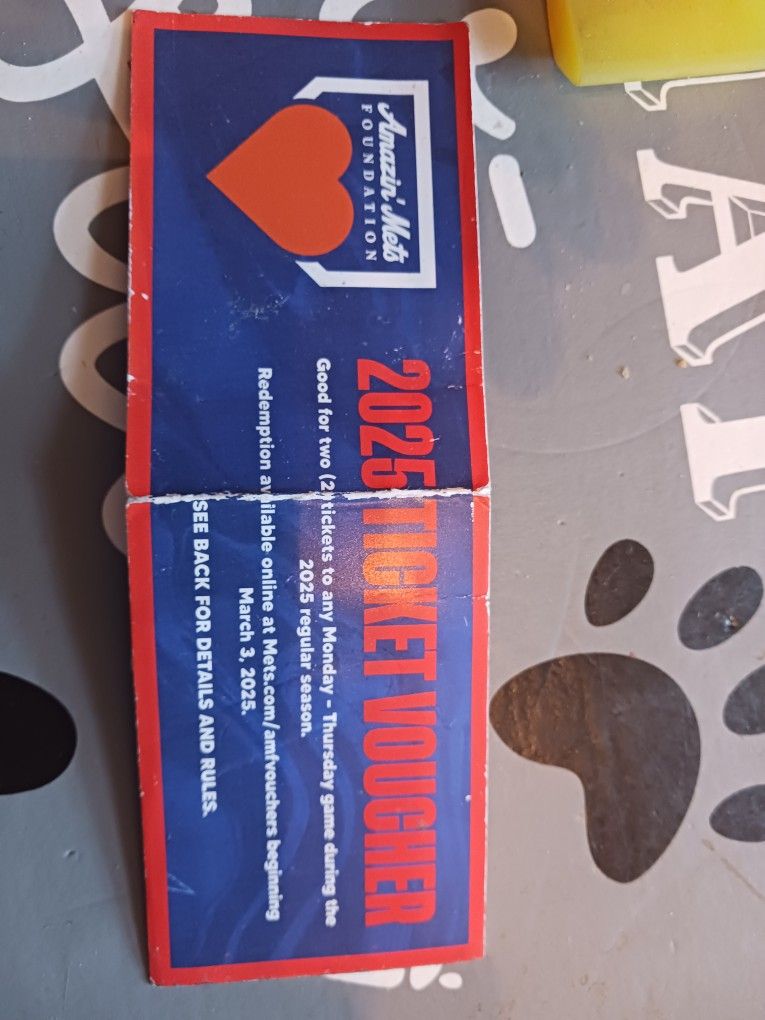 Amazin' Mets
FOUNDATION
2025 TICKET VOUCHER
Good for two (2) tickets to any Monday – Thursday game during the
2025 regular season.
Redemption available online at Mets.com/amfvouchers beginning
March 3, 2025.
SEE BACK FOR DETAILS AND RULES.